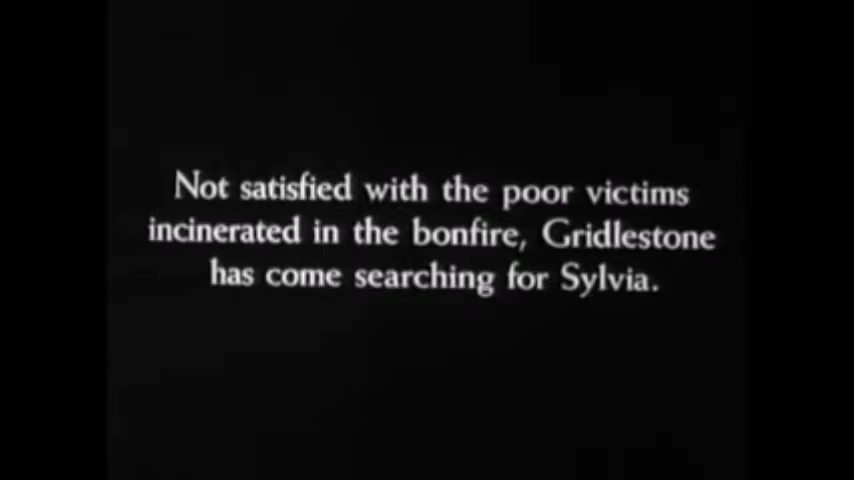 Not satisfied with the poor victims
incinerated in the bonfire, Gridlestone
has come searching for Sylvia.